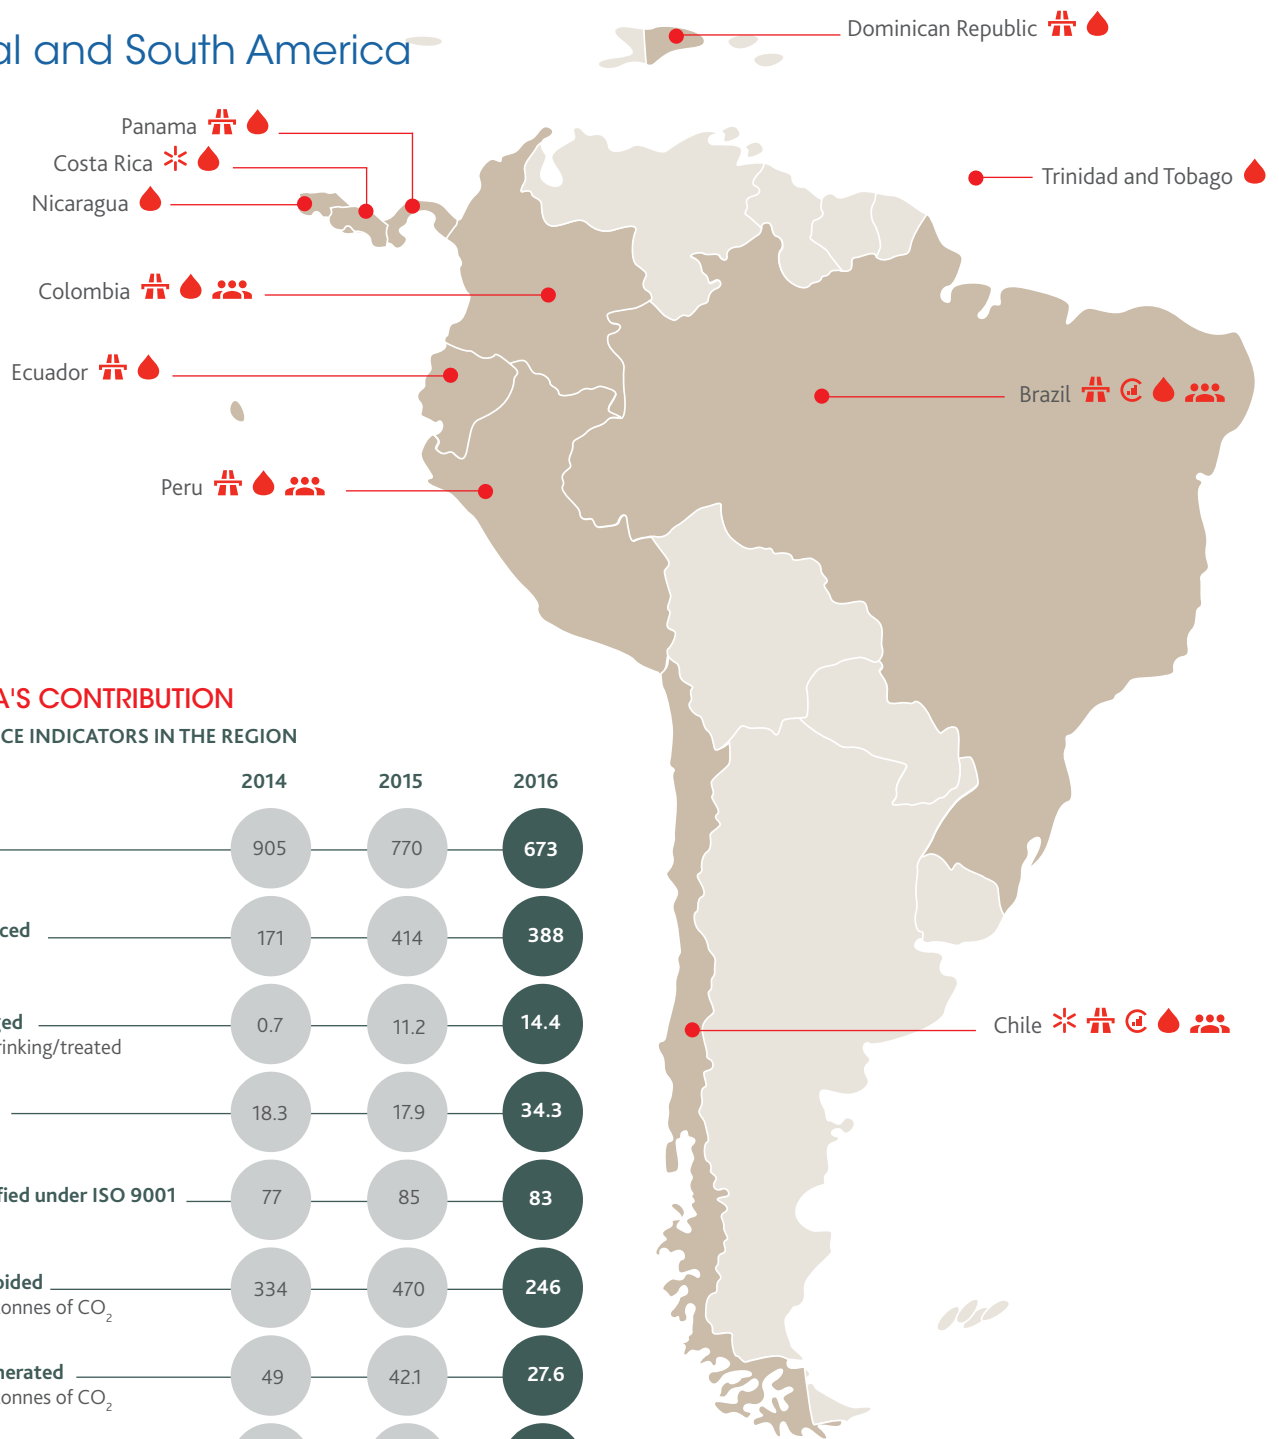 al and South America
Dominican Republic
Panama
Costa Rica
Trinidad and Tobago
Nicaragua
Colombia
Ecuador
Brazil
Peru
A'S CONTRIBUTION
CE INDICATORS IN THE REGION
2014 2015 2016
905 770 673
ced 171 414 388
ged 0.7 11.2 14.4
rinking/treated
18.3 17.9 34.3
fied under ISO 9001 77 85 83
oided 334 470 246
onnes of CO2
nerated 49 42.1 27.6
onnes of CO2
Chile